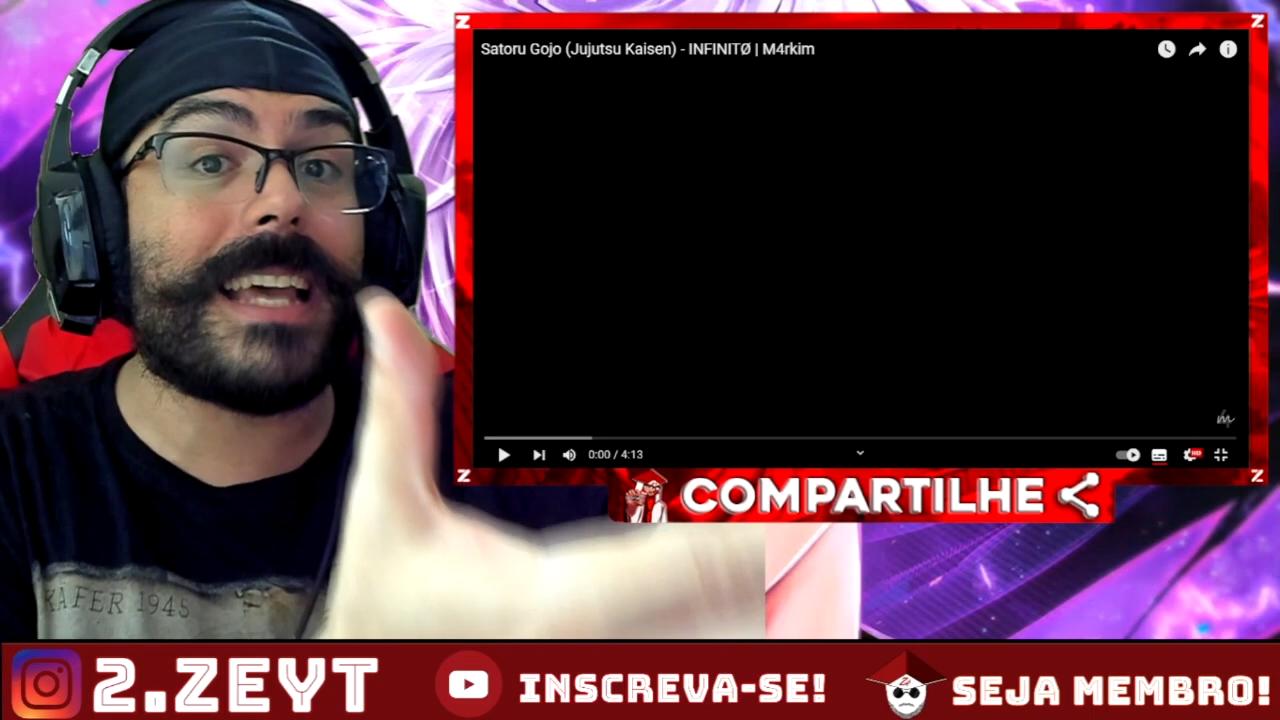 Z
Z
Satoru Gojo (Jujutsu Kaisen) - INFINITØ | M4rkim
0:00 / 4:13
HD
Z
Z
COMPARTILHE
KAFER 1945
2.ZEYT
INSCREVA-SE!
SEJA MEMBRO!